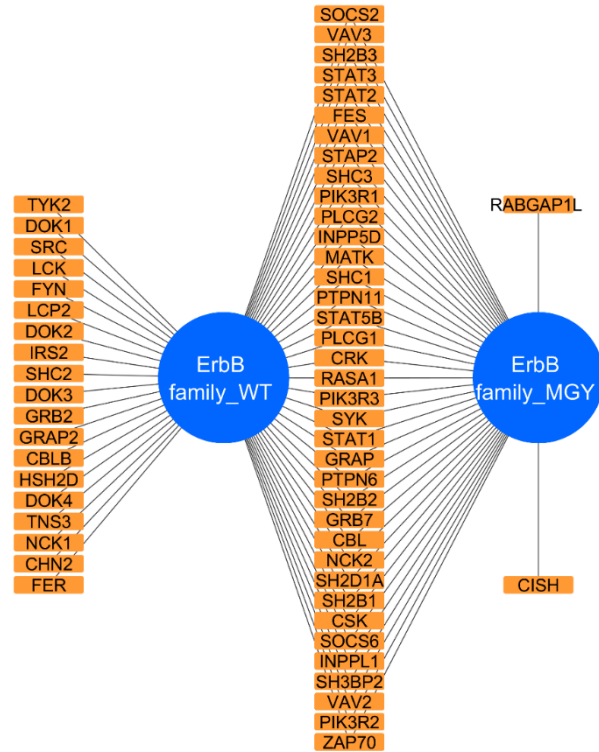 TYK2
DOK1
SRC
LCK
FYN
LCP2
DOK2
IRS2
SHC2
DOK3
GRB2
GRAP2
CBLB
HSH2D
DOK4
TNS3
NCK1
CHN2
FER
ErbB
family_WT
SOCS2
VAV3
SH2B3
STAT3
STAT2
FES
VAV1
STAP2
SHC3
PIK3R1
PLCG2
INPP5D
MATK
SHC1
PTPN11
STAT5B
PLCG1
CRK
RASA1
PIK3R3
SYK
STAT1
GRAP
PTPN6
SH2B2
GRB7
CBL
NCK2
SH2D1A
SH2B1
CSK
SOCS6
INPPL1
SH3BP2
VAV2
PIK3R2
ZAP70
RABGAP1L
ErbB
family_MGY
CISH